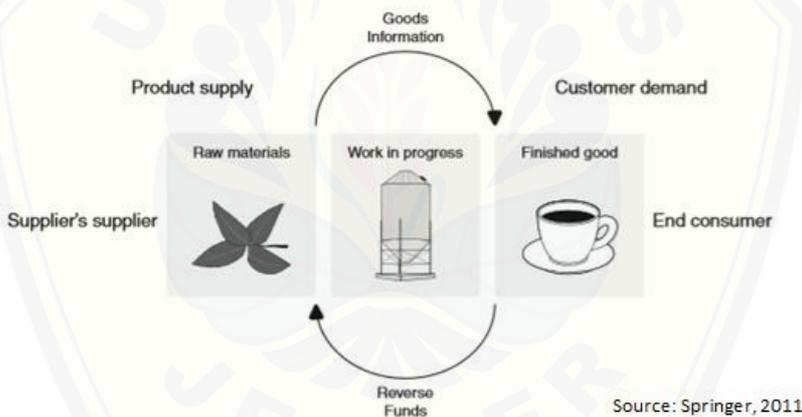 Goods
Information
Product supply
Customer demand
Raw materials
Work in progress
Finished good
Supplier's supplier
End consumer
Reverse
Funds
Source: Springer, 2011